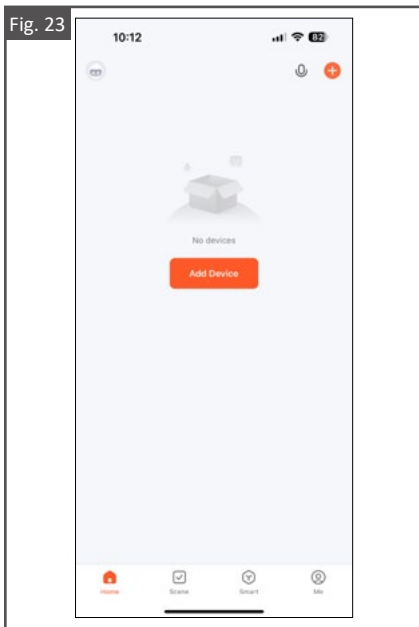 Fig. 23
10:12
82
No devices
Add Device
Home Scene Smart Me